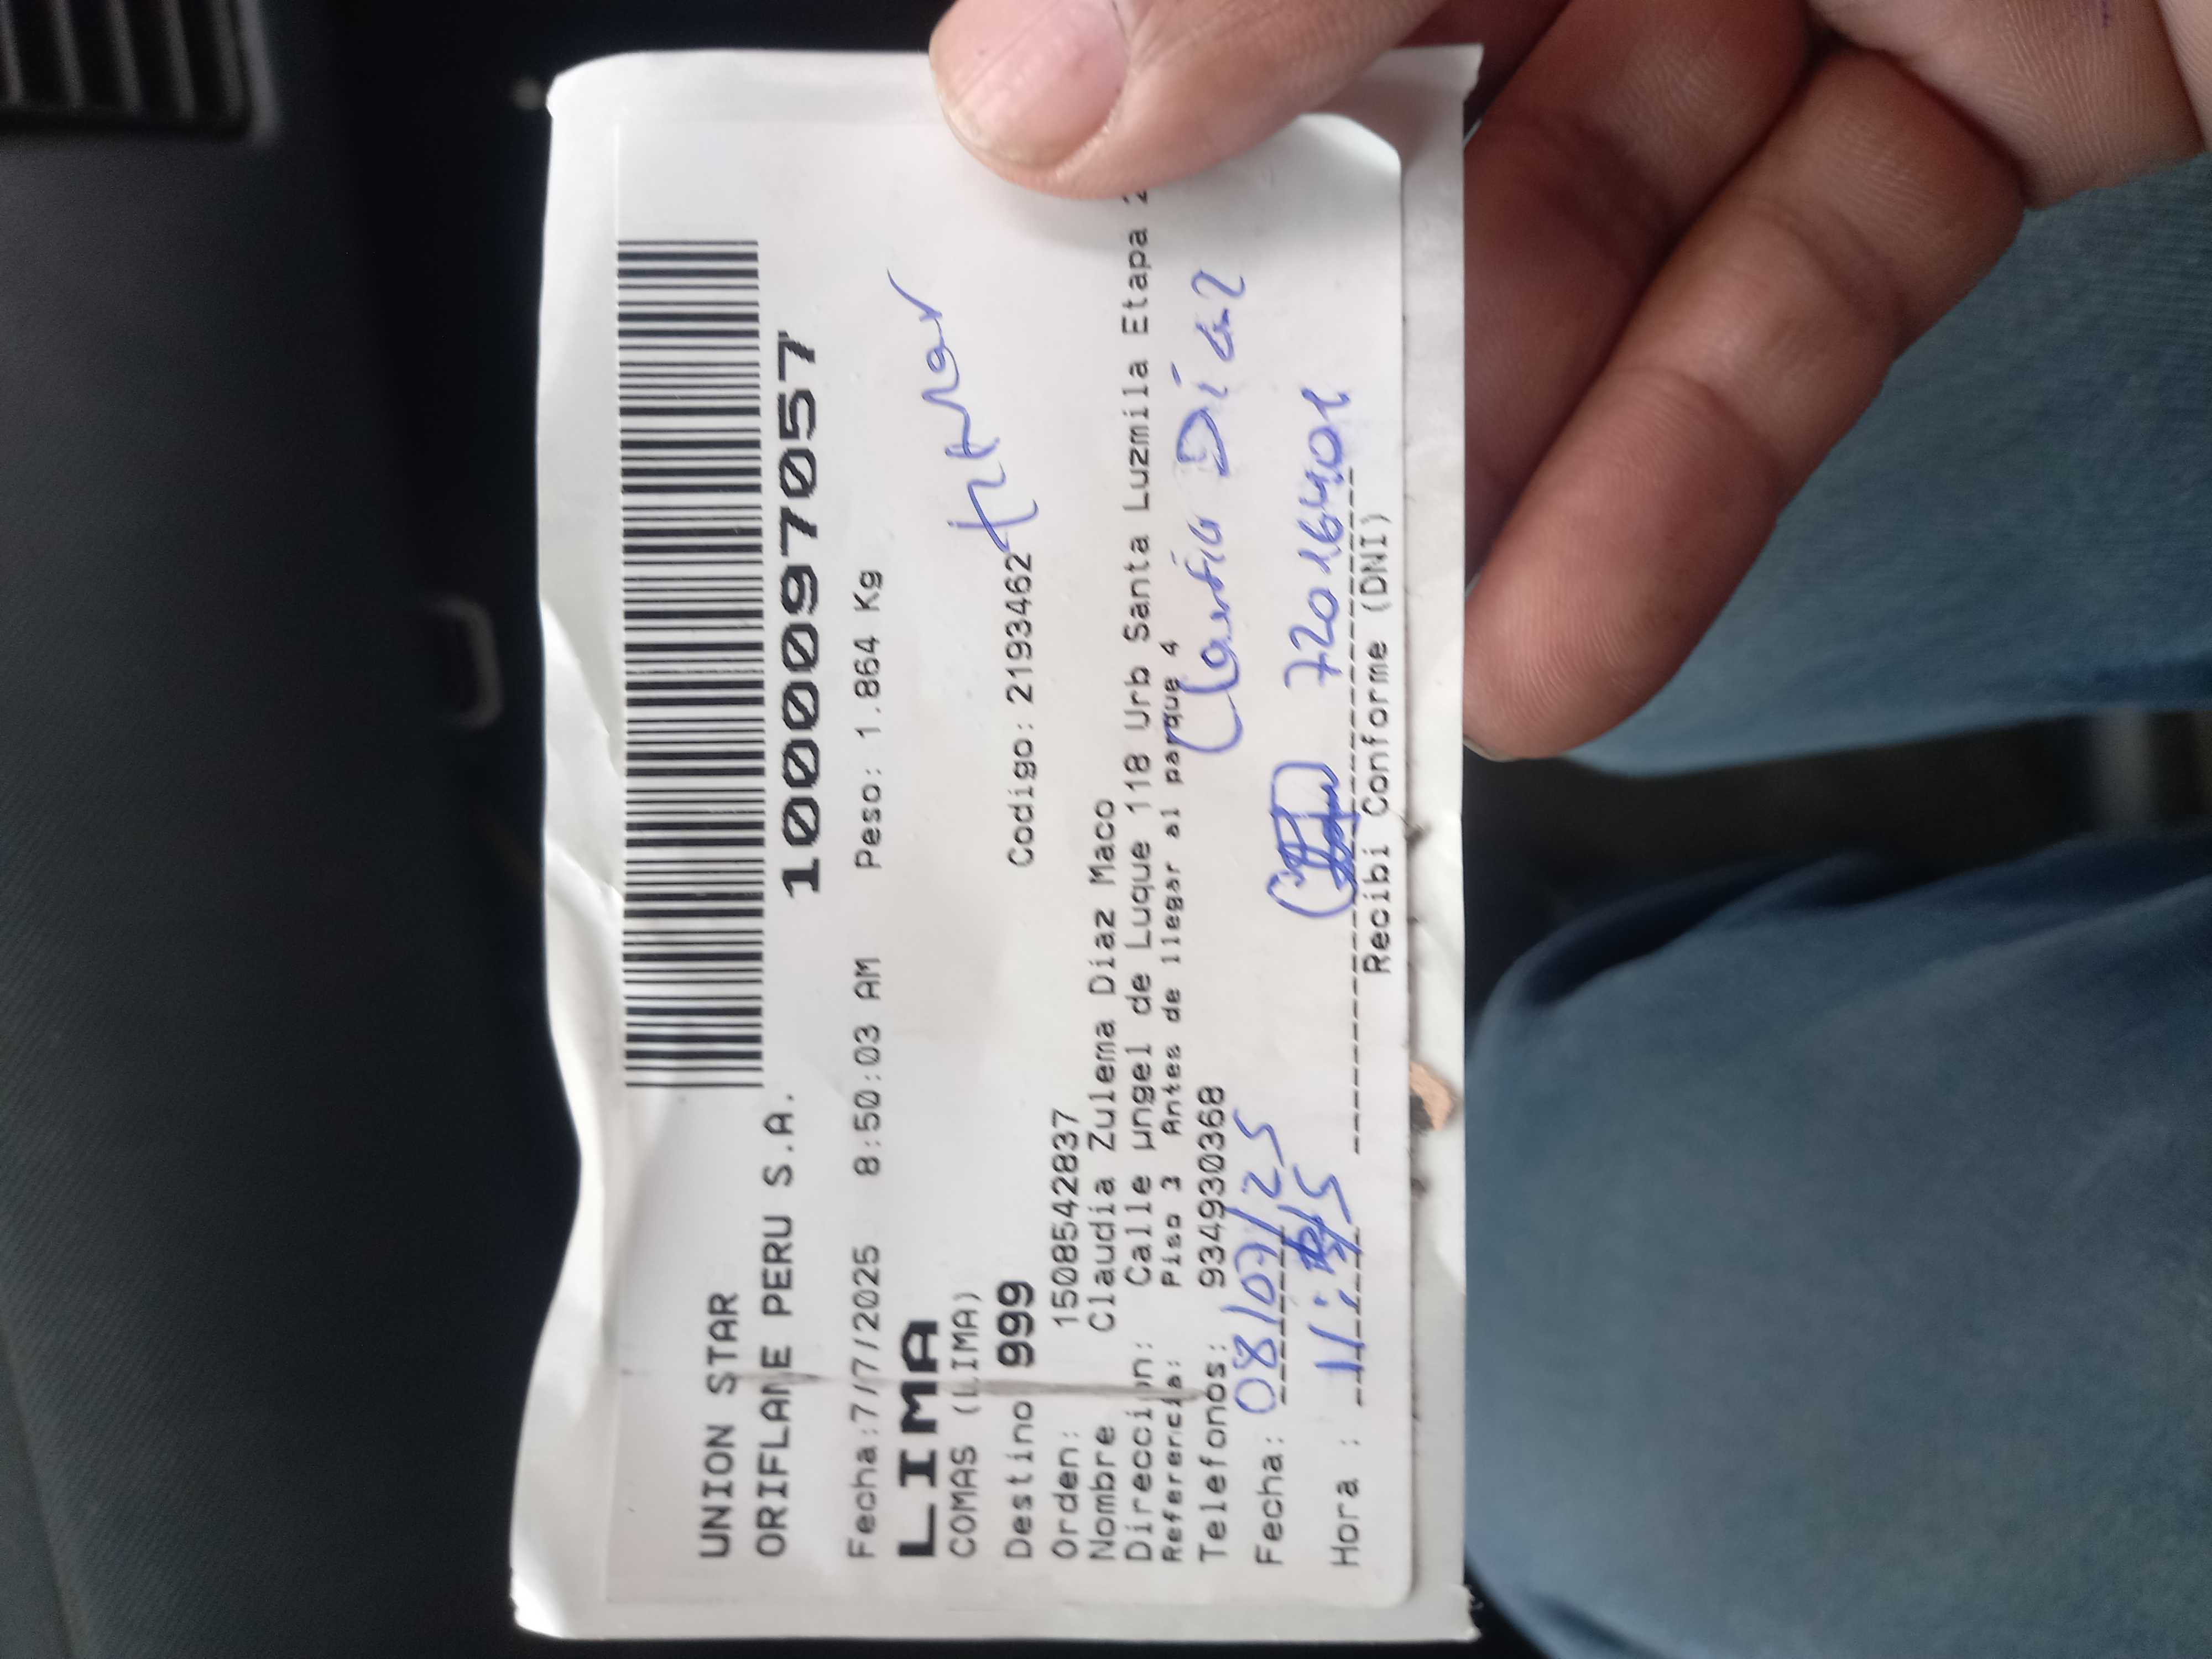 UNION STAR
ORIFLAME PERU S.A.
1000097057
Fecha:7/7/2025 8:50:03 AM Peso: 1.864 Kg
LIMA
COMAS (LIMA)
Destino 999 Codigo: 2193462
Orden: 1508542837
Nombre Claudia Zulema Díaz Maco
Direccion: Calle µngel de Luque 118 Urb Santa Luzmila Etapa 2
Referencia: Piso 3 Antes de llegar al parque 4
Telefonos: 934930368
Claudia Díaz
Fecha: 08/07/25
72016401
Hora :
Recibi Conforme (DNI)